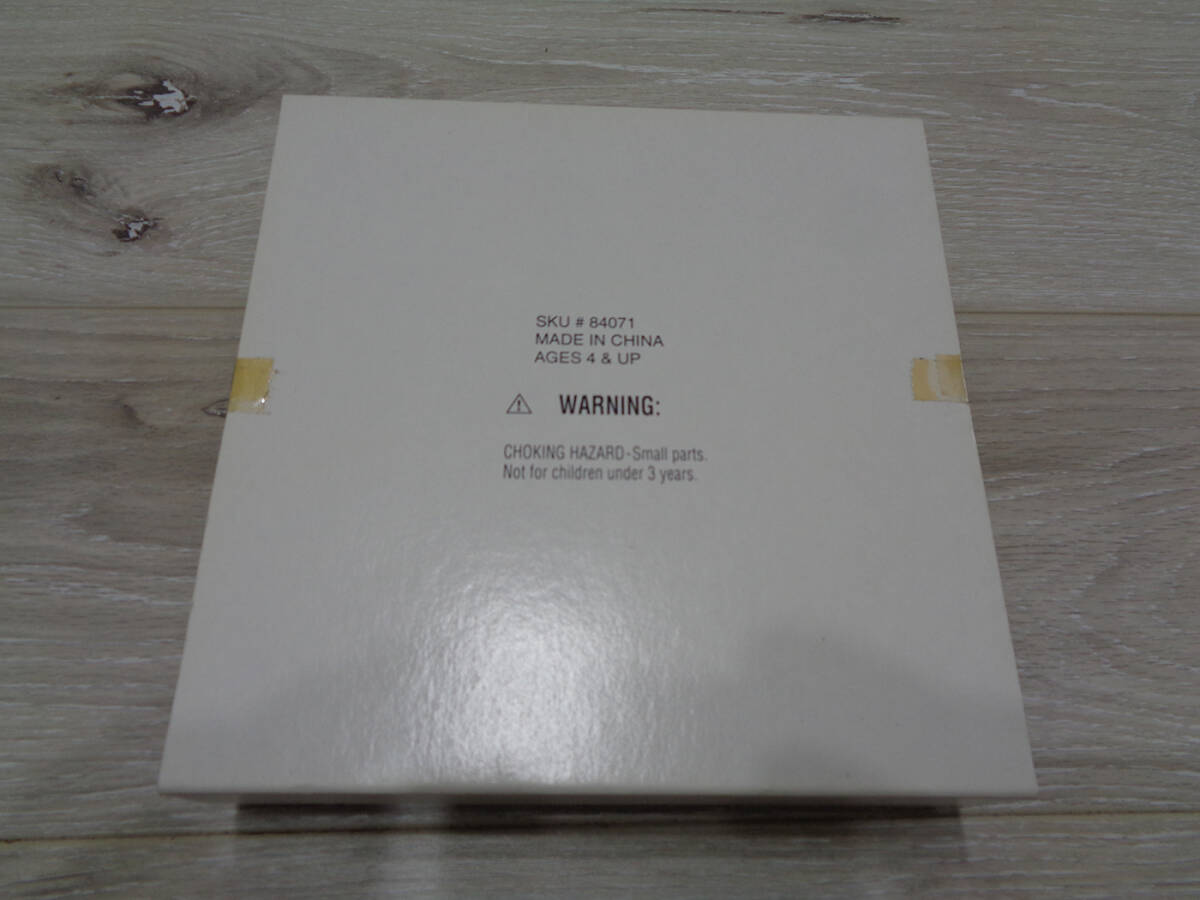 SKU # 84071
MADE IN CHINA
AGES 4 & UP
WARNING:
CHOKING HAZARD-Small parts.
Not for children under 3 years.